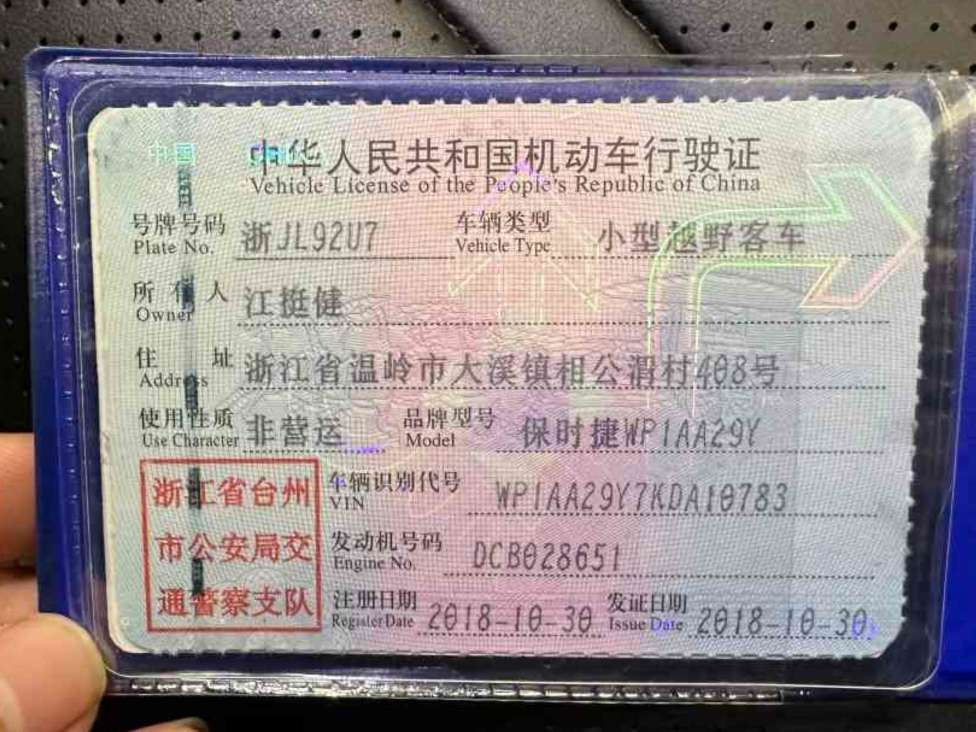 中国
中华人民共和国机动车行驶证
Vehicle License of the People's Republic of China
号牌号码 浙JL92U7 车辆类型 小型越野客车
Plate No. Vehicle Type
所有人 江挺健
Owner
住址 浙江省温岭市大溪镇相公湄村408号
Address
使用性质 非营运 品牌型号 保时捷WP1AA29Y
Use Character Model
浙江省台州 车辆识别代号 WP1AA29Y7KDA10783
VIN
市公安局交 发动机号码 DCB028651
Engine No.
通警察支队 注册日期 2018-10-30 发证日期 2018-10-30
Register Date Issue Date